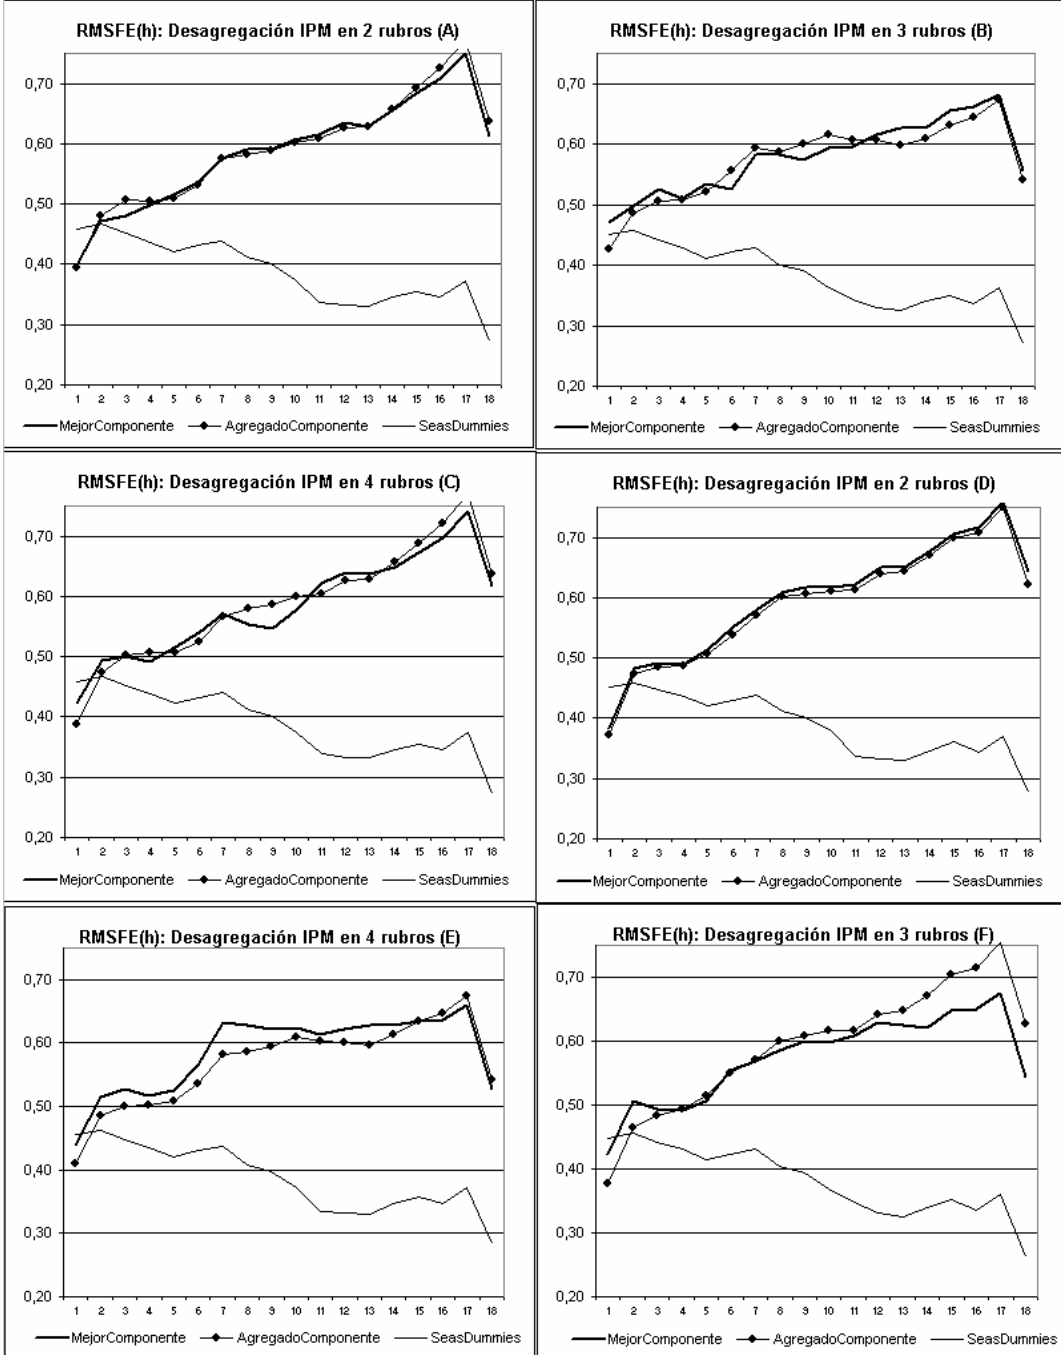 RMSFE(h): Desagregación IPM en 2 rubros (A)
0,70
0,60
0,50
0,40
0,30
0,20
1 2 3 4 5 6 7 8 9 10 11 12 13 14 15 16 17 18
MejorComponente AgregadoComponente SeasDummies
RMSFE(h): Desagregación IPM en 3 rubros (B)
0,70
0,60
0,50
0,40
0,30
0,20
1 2 3 4 5 6 7 8 9 10 11 12 13 14 15 16 17 18
MejorComponente AgregadoComponente SeasDummies
RMSFE(h): Desagregación IPM en 4 rubros (C)
0,70
0,60
0,50
0,40
0,30
0,20
1 2 3 4 5 6 7 8 9 10 11 12 13 14 15 16 17 18
MejorComponente AgregadoComponente SeasDummies
RMSFE(h): Desagregación IPM en 2 rubros (D)
0,70
0,60
0,50
0,40
0,30
0,20
1 2 3 4 5 6 7 8 9 10 11 12 13 14 15 16 17 18
MejorComponente AgregadoComponente SeasDummies
RMSFE(h): Desagregación IPM en 4 rubros (E)
0,70
0,60
0,50
0,40
0,30
0,20
1 2 3 4 5 6 7 8 9 10 11 12 13 14 15 16 17 18
MejorComponente AgregadoComponente SeasDummies
RMSFE(h): Desagregación IPM en 3 rubros (F)
0,70
0,60
0,50
0,40
0,30
0,20
1 2 3 4 5 6 7 8 9 10 11 12 13 14 15 16 17 18
MejorComponente AgregadoComponente SeasDummies